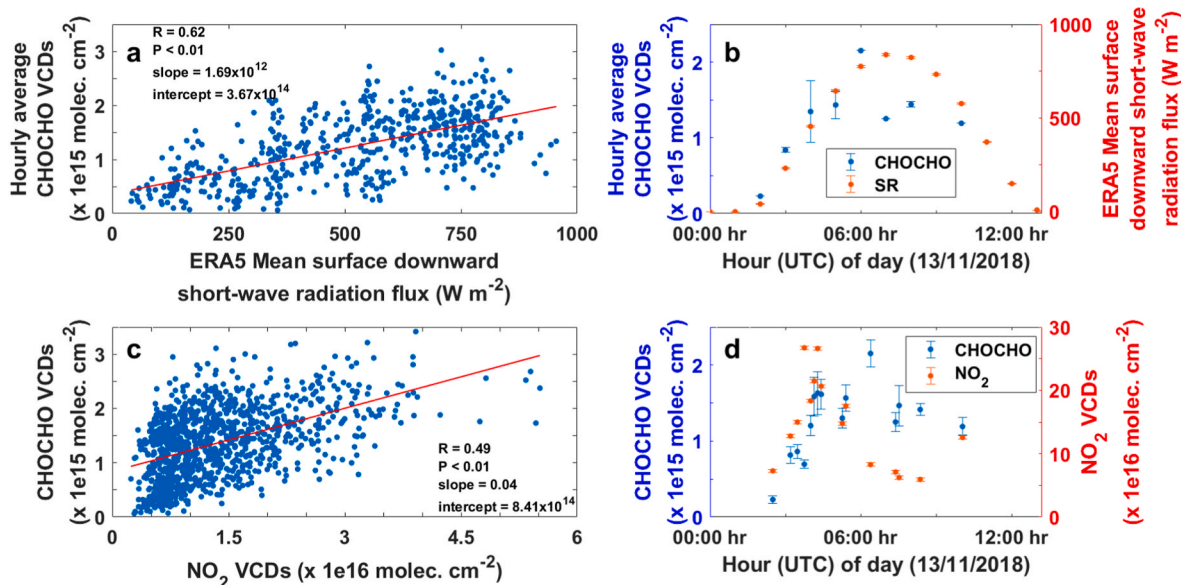 a
R = 0.62
P < 0.01
slope = 1.69x10^12
intercept = 3.67x10^14
Hourly average
CHOCHO VCDs
(x 1e15 molec. cm^-2)
0
1
2
3
0
250
500
750
1000
ERA5 Mean surface downward
short-wave radiation flux (W m^-2)
b
Hourly average
CHOCHO VCDs
(x 1e15 molec. cm^-2)
0
1
2
CHOCHO
SR
0
500
1000
ERA5 Mean surface
downward short-wave
radiation flux (W m^-2)
00:00 hr
06:00 hr
12:00 hr
Hour (UTC) of day (13/11/2018)
c
CHOCHO VCDs
(x 1e15 molec. cm^-2)
0
1
2
3
R = 0.49
P < 0.01
slope = 0.04
intercept = 8.41x10^14
0
1.5
3
4.5
6
NO2 VCDs (x 1e16 molec. cm^-2)
d
CHOCHO VCDs
(x 1e15 molec. cm^-2)
0
1
2
CHOCHO
NO2
0
10
20
30
NO2 VCDs
(x 1e16 molec. cm^-2)
00:00 hr
06:00 hr
12:00 hr
Hour (UTC) of day (13/11/2018)